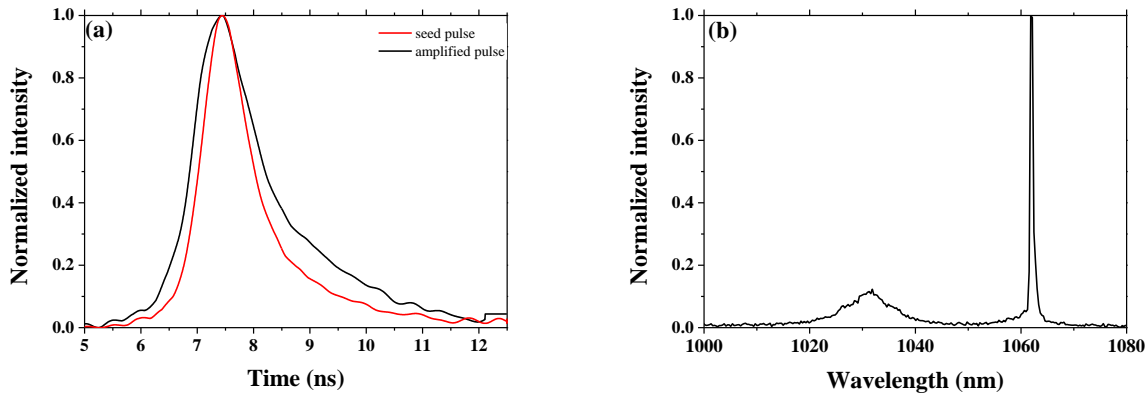 (a)
seed pulse
amplified pulse
Normalized intensity
1.0
0.8
0.6
0.4
0.2
0.0
5 6 7 8 9 10 11 12
Time (ns)
(b)
Normalized intensity
1.0
0.8
0.6
0.4
0.2
0.0
1000 1020 1040 1060 1080
Wavelength (nm)